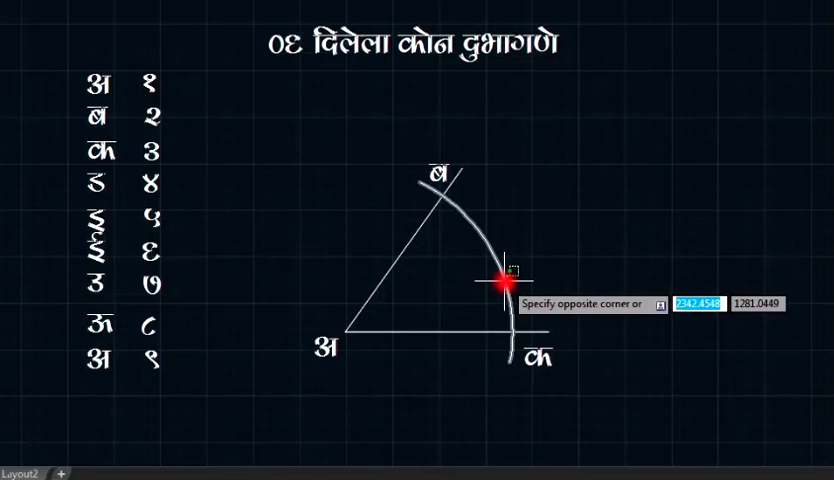 ०६ दिलेला कोन दुभागणे
अ १
ब २
क ३
ड ४
इ ५
ई ६
उ ७
ऊ ८
अ ९
ब
अ
क
Specify opposite corner or 2342.4548 1281.0449
Layout2 +